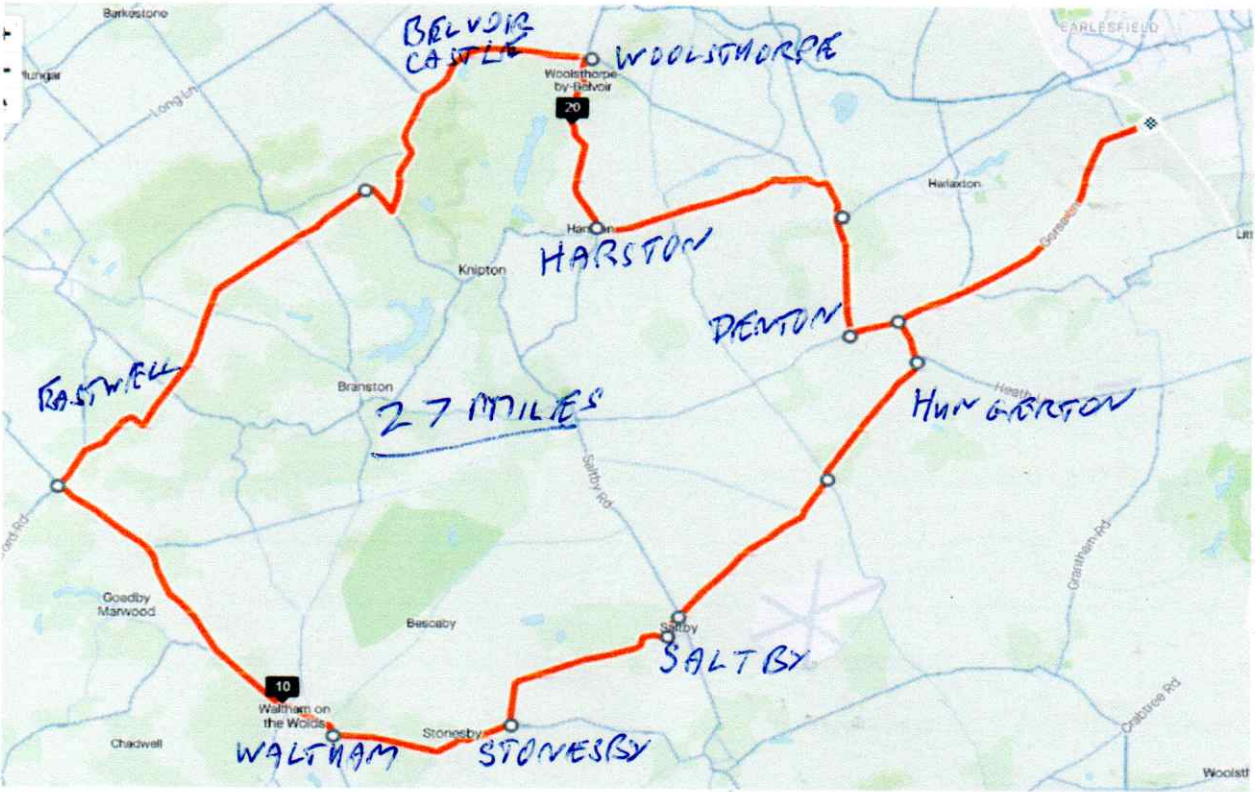 Barkestone
BELVOIR
CASTLE
WOOLSTHORPE
EARLESFIELD
Woolsthorpe
by-Belvoir
Long Ln
20
Harlaxton
HARSTON
Knipton
DENTON
Gorse Ln
EASTWELL
Branston
27 MILES
HUNGERTON
Saltby Rd
Grantham Rd
Goadby
Marwood
Bescaby
Saltby
SALTBY
10
Waltham on
the Wolds
Stonesby
WALTHAM
STONESBY
Chadwell
Crabtree Rd